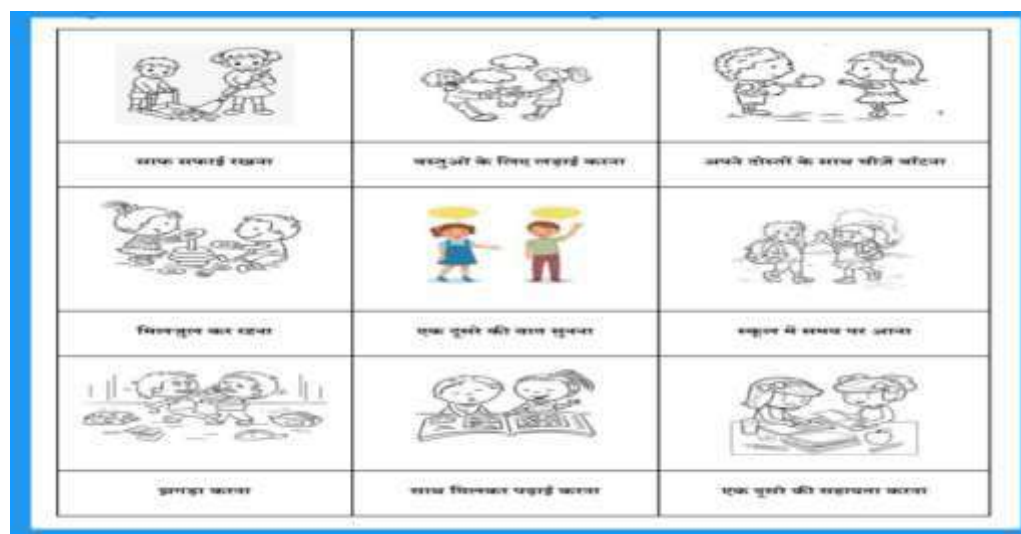 साफ सफाई रखना
वस्तुओं के लिए लड़ाई करना
अपने दोस्तों के साथ चीजें बाँटना
मिलजुल कर रहना
एक दूसरे की बात सुनना
स्कूल में समय पर आना
झगड़ा करना
साथ मिलकर पढ़ाई करना
एक दूसरे की सहायता करना